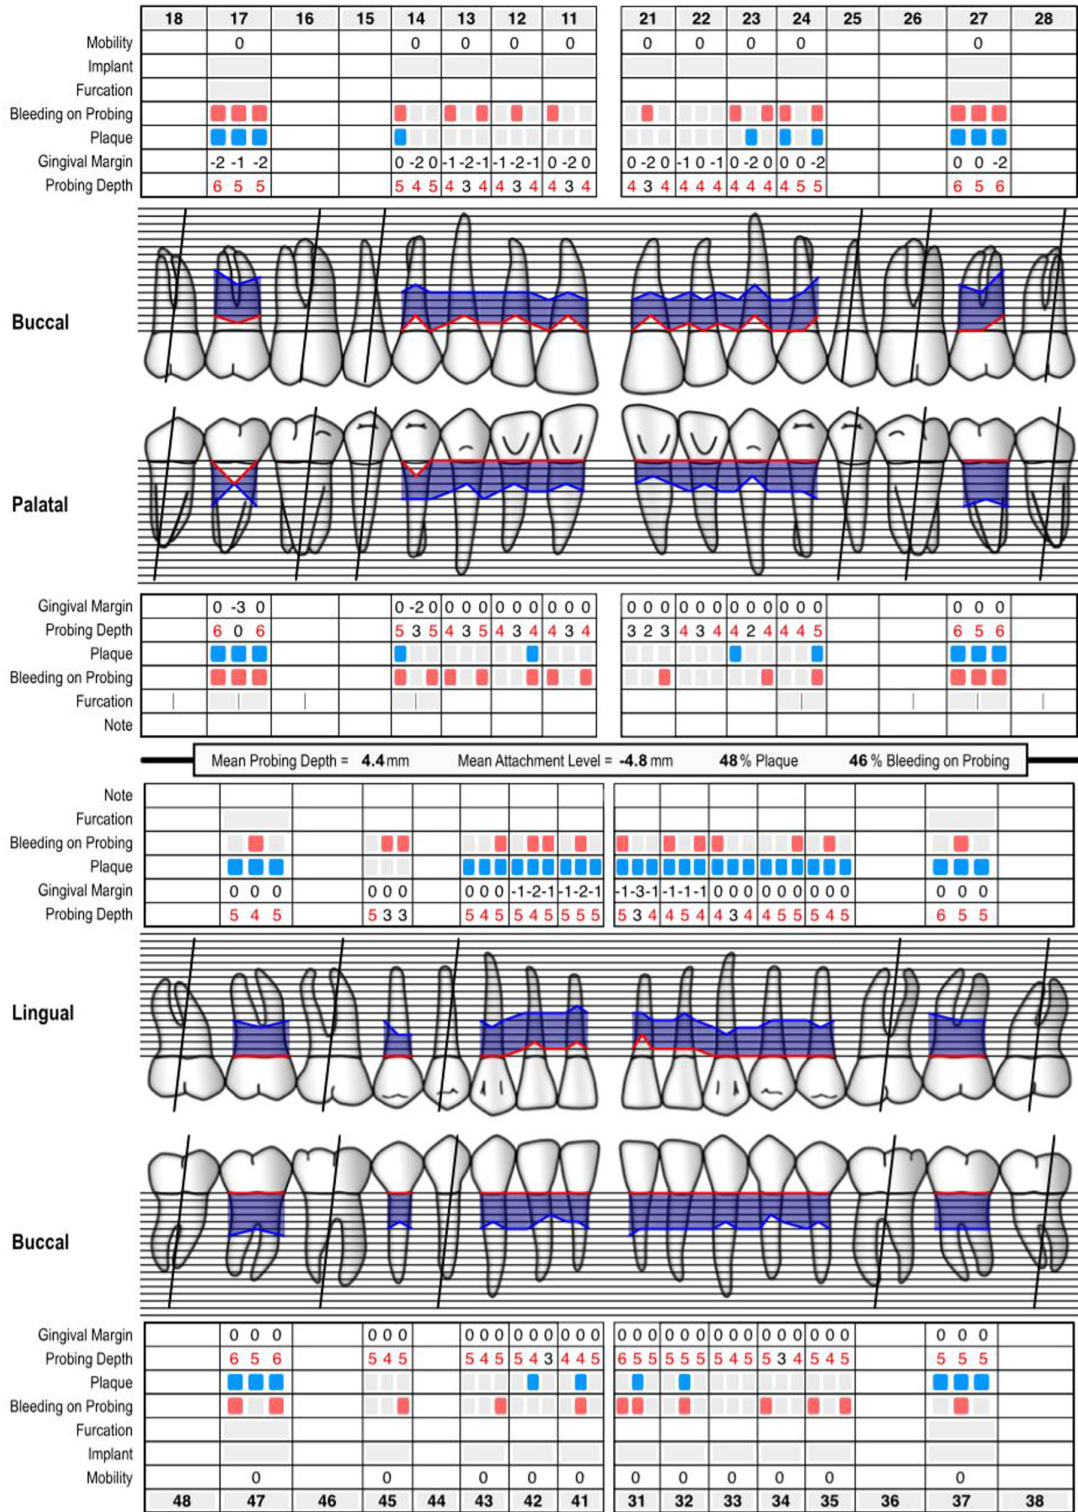 18 17 16 15 14 13 12 11 21 22 23 24 25 26 27 28
Mobility 0 0 0 0 0 0 0 0 0 0
Implant
Furcation
Bleeding on Probing
Plaque
Gingival Margin -2 -1 -2 0 -2 0 -1 -2 -1 -1 -2 -1 0 -2 0 0 -2 0 -1 0 -1 0 -2 0 0 0 -2 0 0 -2
Probing Depth 6 5 5 5 4 5 4 3 4 4 3 4 4 3 4 4 3 4 4 4 4 4 4 4 4 5 5 6 5 6
Buccal
Palatal
Gingival Margin 0 -3 0 0 -2 0 0 0 0 0 0 0 0 0 0 0 0 0 0 0 0 0 0 0 0 0 0 0 0 0
Probing Depth 6 0 6 5 3 5 4 3 5 4 3 4 4 3 4 3 2 3 4 3 4 4 2 4 4 4 5 6 5 6
Plaque
Bleeding on Probing
Furcation
Note
Mean Probing Depth = 4.4 mm Mean Attachment Level = -4.8 mm 48 % Plaque 46 % Bleeding on Probing
Note
Furcation
Bleeding on Probing
Plaque
Gingival Margin 0 0 0 0 0 0 0 0 0 -1 -2 -1 -1 -2 -1 -1 -3 -1 -1 -1 -1 0 0 0 0 0 0 0 0 0 0 0 0
Probing Depth 5 4 5 5 3 3 5 4 5 5 4 5 5 5 5 5 3 4 4 5 4 4 3 4 4 5 5 5 4 5 6 5 5
Lingual
Buccal
Gingival Margin 0 0 0 0 0 0 0 0 0 0 0 0 0 0 0 0 0 0 0 0 0 0 0 0 0 0 0 0 0 0 0 0 0
Probing Depth 6 5 6 5 4 5 5 4 5 5 4 3 4 4 5 6 5 5 5 5 5 5 4 5 5 3 4 5 4 5 5 5 5
Plaque
Bleeding on Probing
Furcation
Implant
Mobility 0 0 0 0 0 0 0 0 0 0 0
48 47 46 45 44 43 42 41 31 32 33 34 35 36 37 38